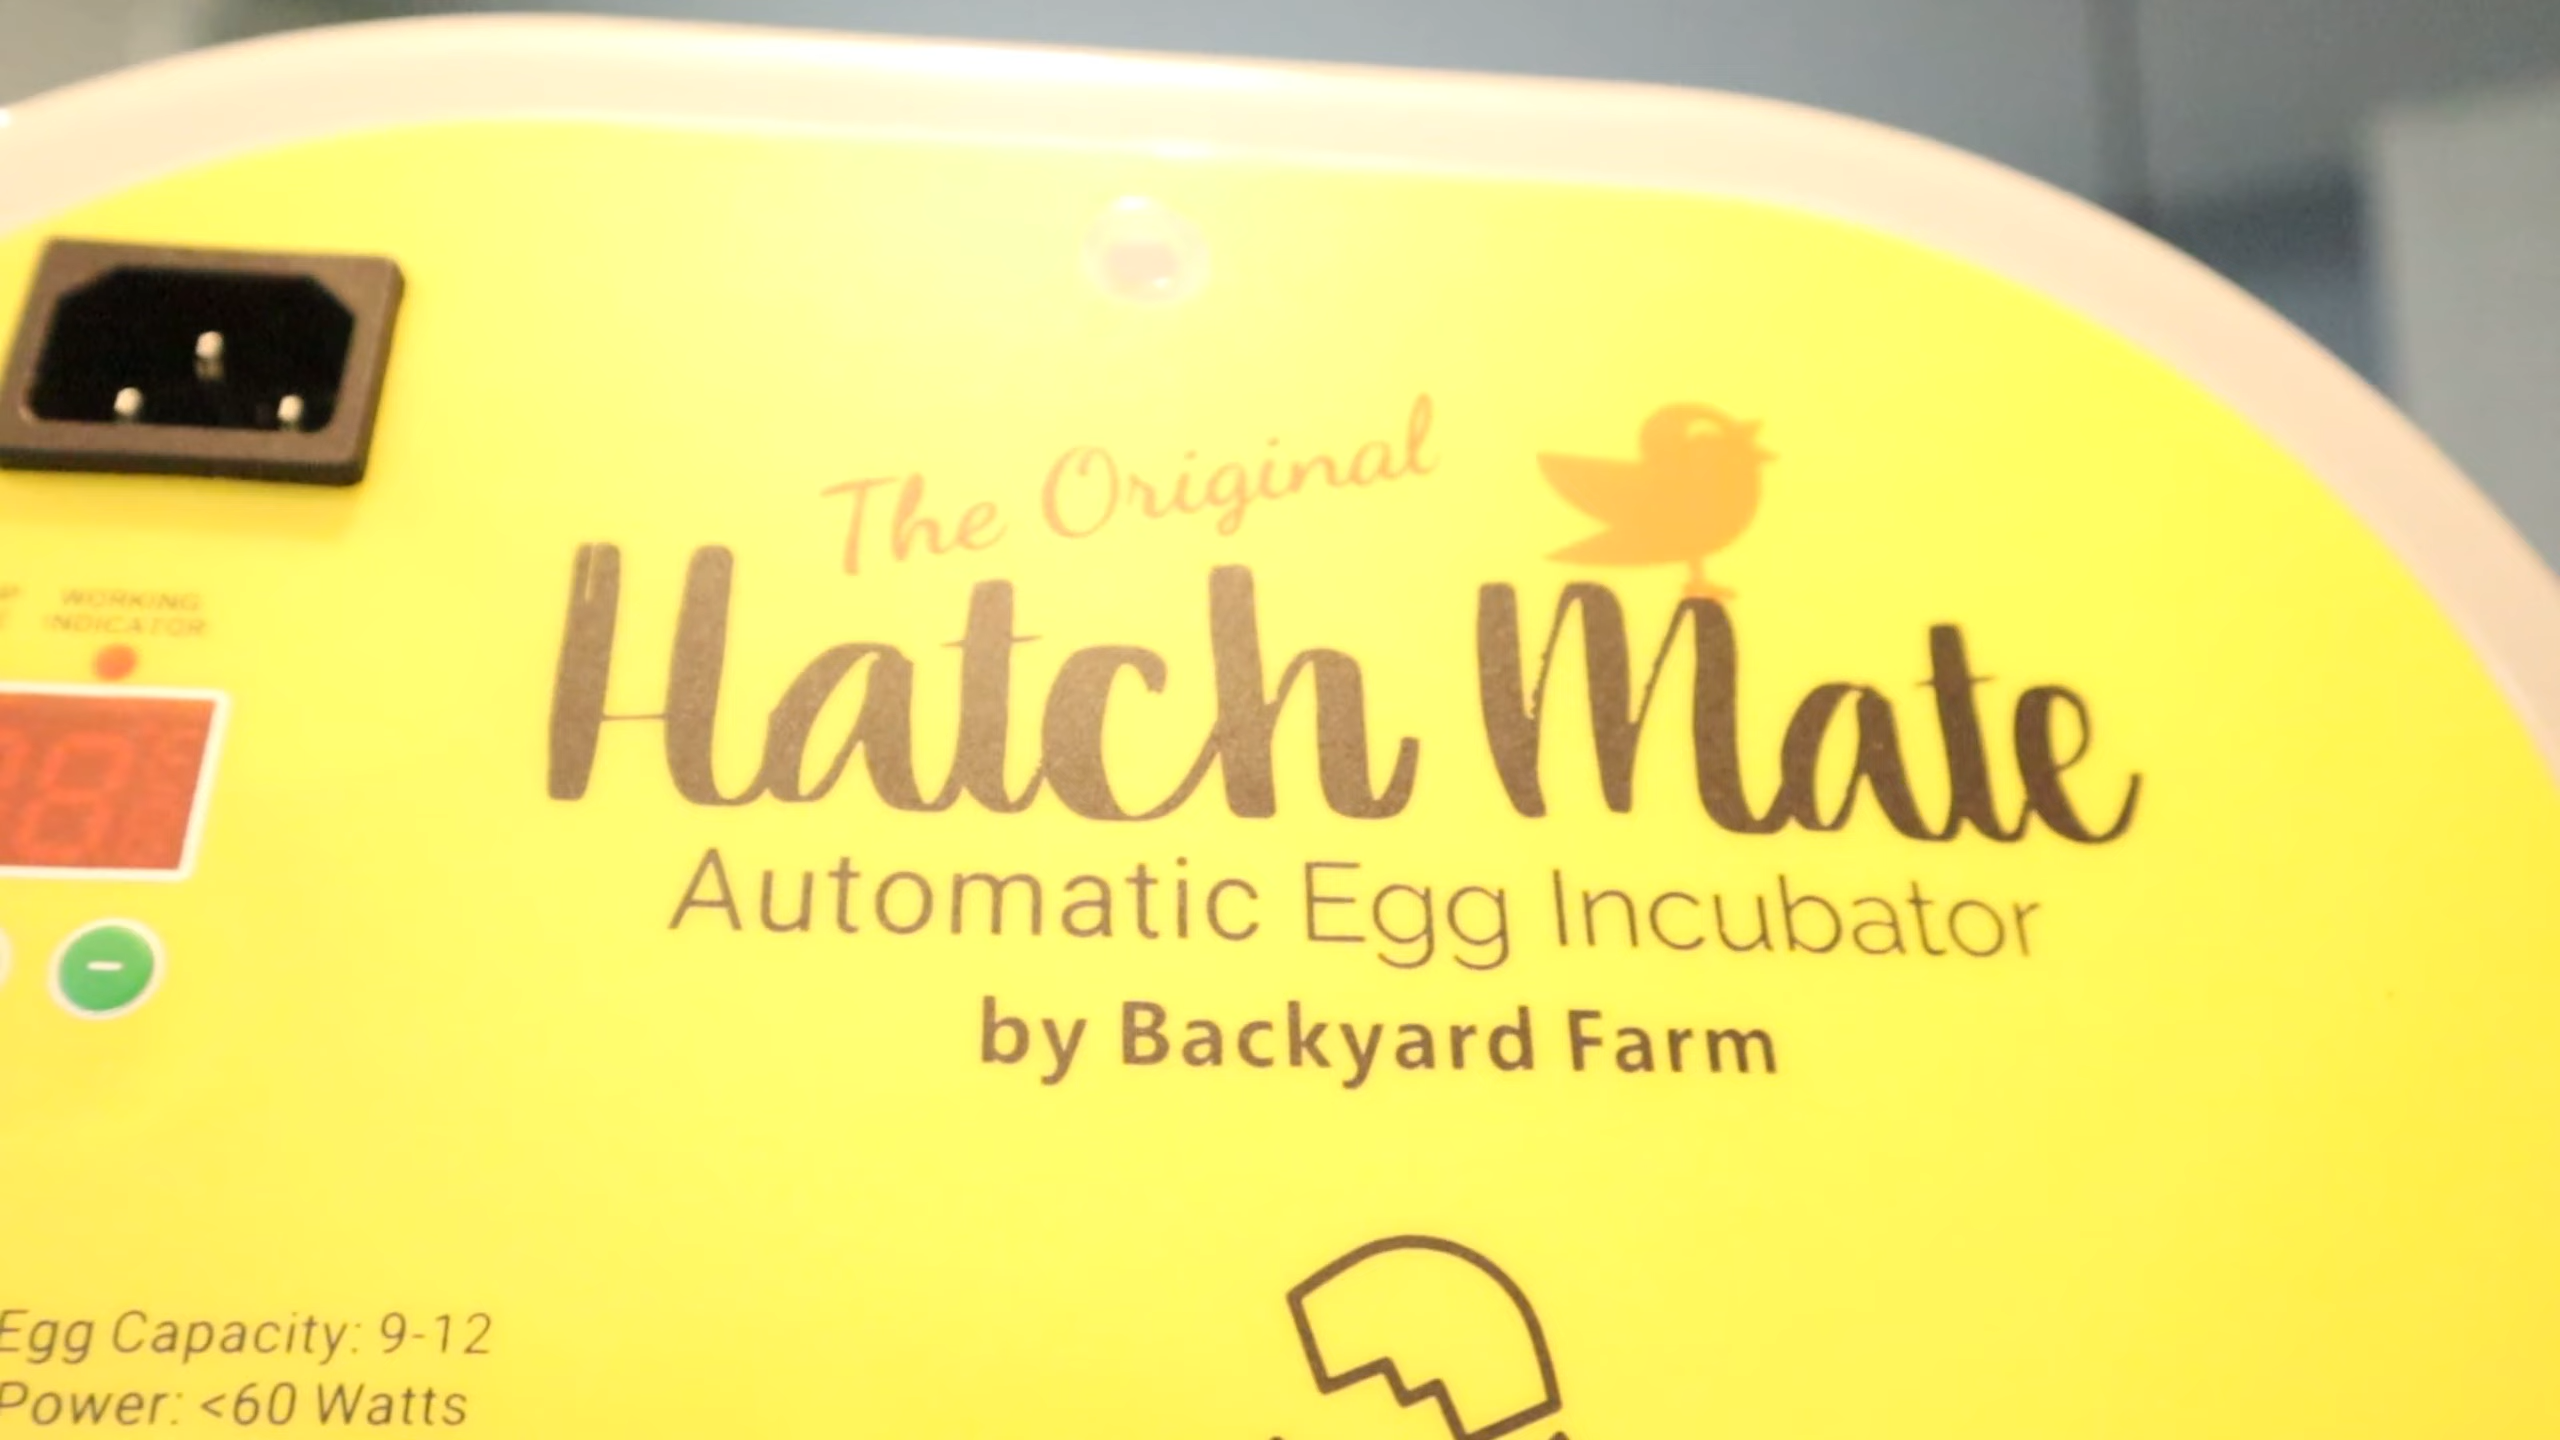 The Original
Hatch Mate
Automatic Egg Incubator
by Backyard Farm
WORKING
INDICATOR
Egg Capacity: 9-12
Power: <60 Watts